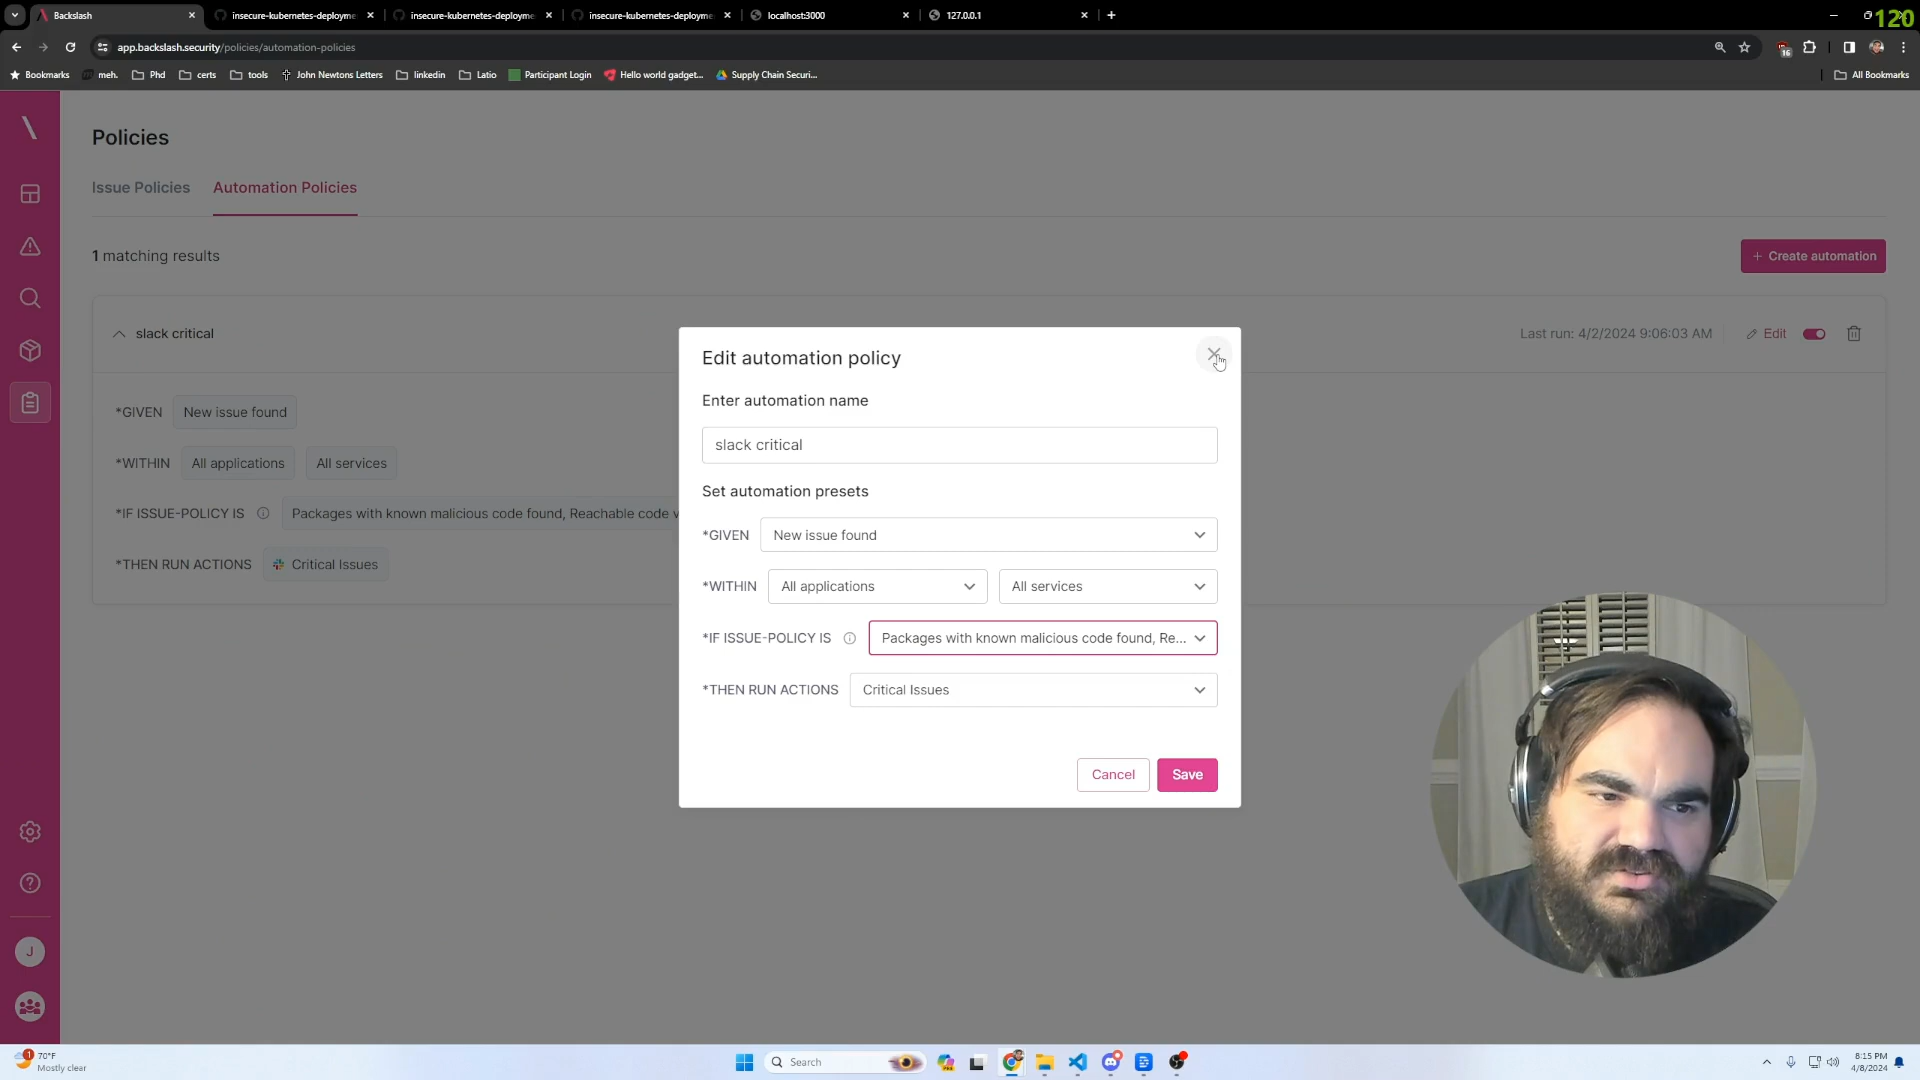 Backslash
insecure-kubernetes-deployme
insecure-kubernetes-deployme
insecure-kubernetes-deployme
localhost:3000
127.0.0.1
120
app.backslash.security/policies/automation-policies
16
Bookmarks
meh.
Phd
certs
tools
John Newtons Letters
linkedin
Latio
Participant Login
Hello world gadget...
Supply Chain Securi...
All Bookmarks
Policies
Issue Policies
Automation Policies
1 matching results
+ Create automation
slack critical
Last run: 4/2/2024 9:06:03 AM
Edit
*GIVEN
New issue found
*WITHIN
All applications
All services
*IF ISSUE-POLICY IS
Packages with known malicious code found, Reachable code v
*THEN RUN ACTIONS
Critical Issues
Edit automation policy
Enter automation name
slack critical
Set automation presets
*GIVEN
New issue found
*WITHIN
All applications
All services
*IF ISSUE-POLICY IS
Packages with known malicious code found, Re...
*THEN RUN ACTIONS
Critical Issues
Cancel
Save
J
1
70°F
Mostly clear
Search
8:15 PM
4/8/2024